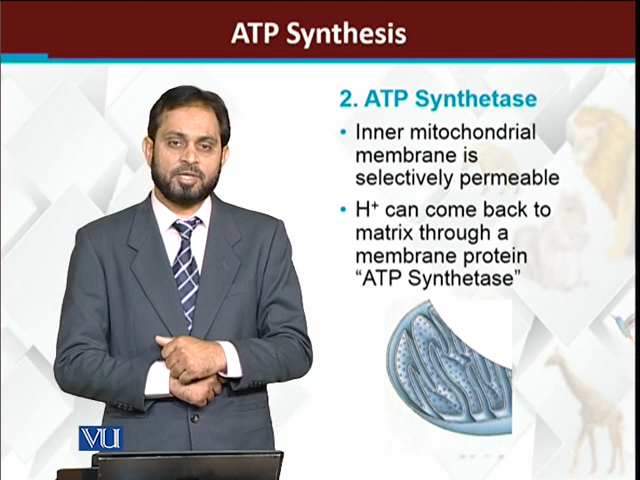 ATP Synthesis
2. ATP Synthetase
• Inner mitochondrial
membrane is
selectively permeable
• H⁺ can come back to
matrix through a
membrane protein
“ATP Synthetase”
VU